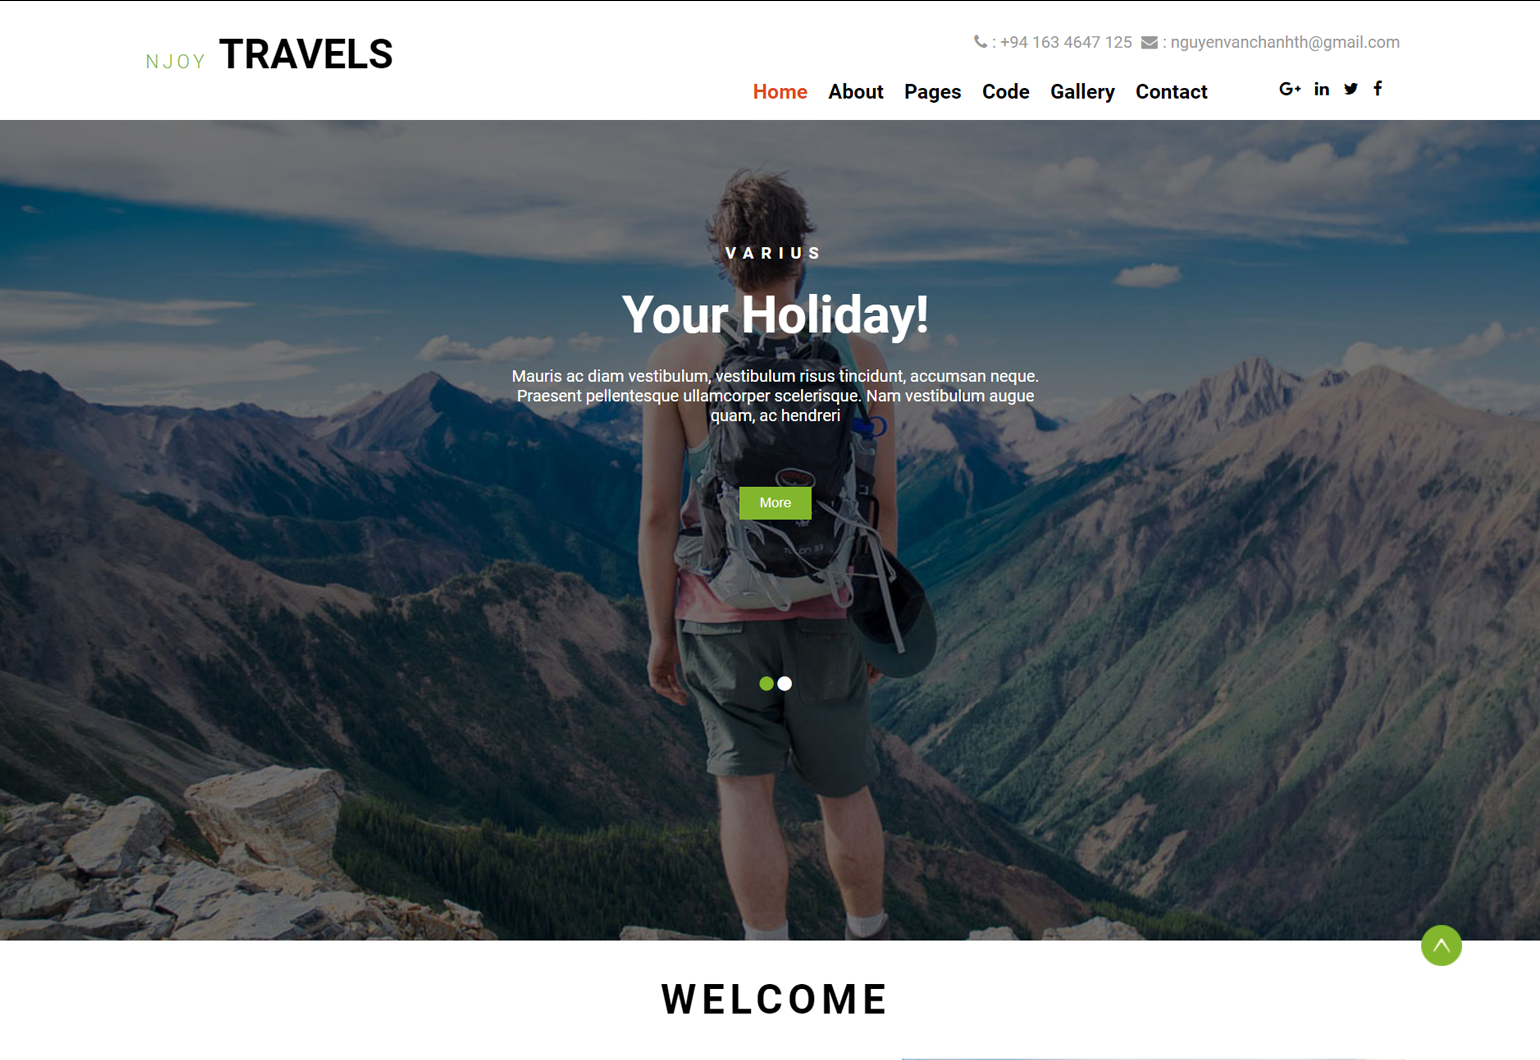 NJOY TRAVELS
: +94 163 4647 125 : nguyenvanchanhth@gmail.com
Home About Pages Code Gallery Contact G+ in f
VARIUS
Your Holiday!
Mauris ac diam vestibulum, vestibulum risus tincidunt, accumsan neque.
Praesent pellentesque ullamcorper scelerisque. Nam vestibulum augue
quam, ac hendreri
More
WELCOME